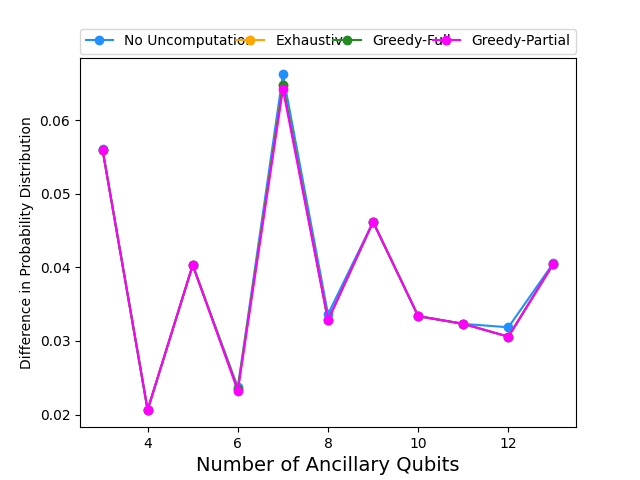 No Uncomputation Exhaustive Greedy-Full Greedy-Partial
0.06
0.05
0.04
0.03
0.02
Difference in Probability Distribution
4 6 8 10 12
Number of Ancillary Qubits